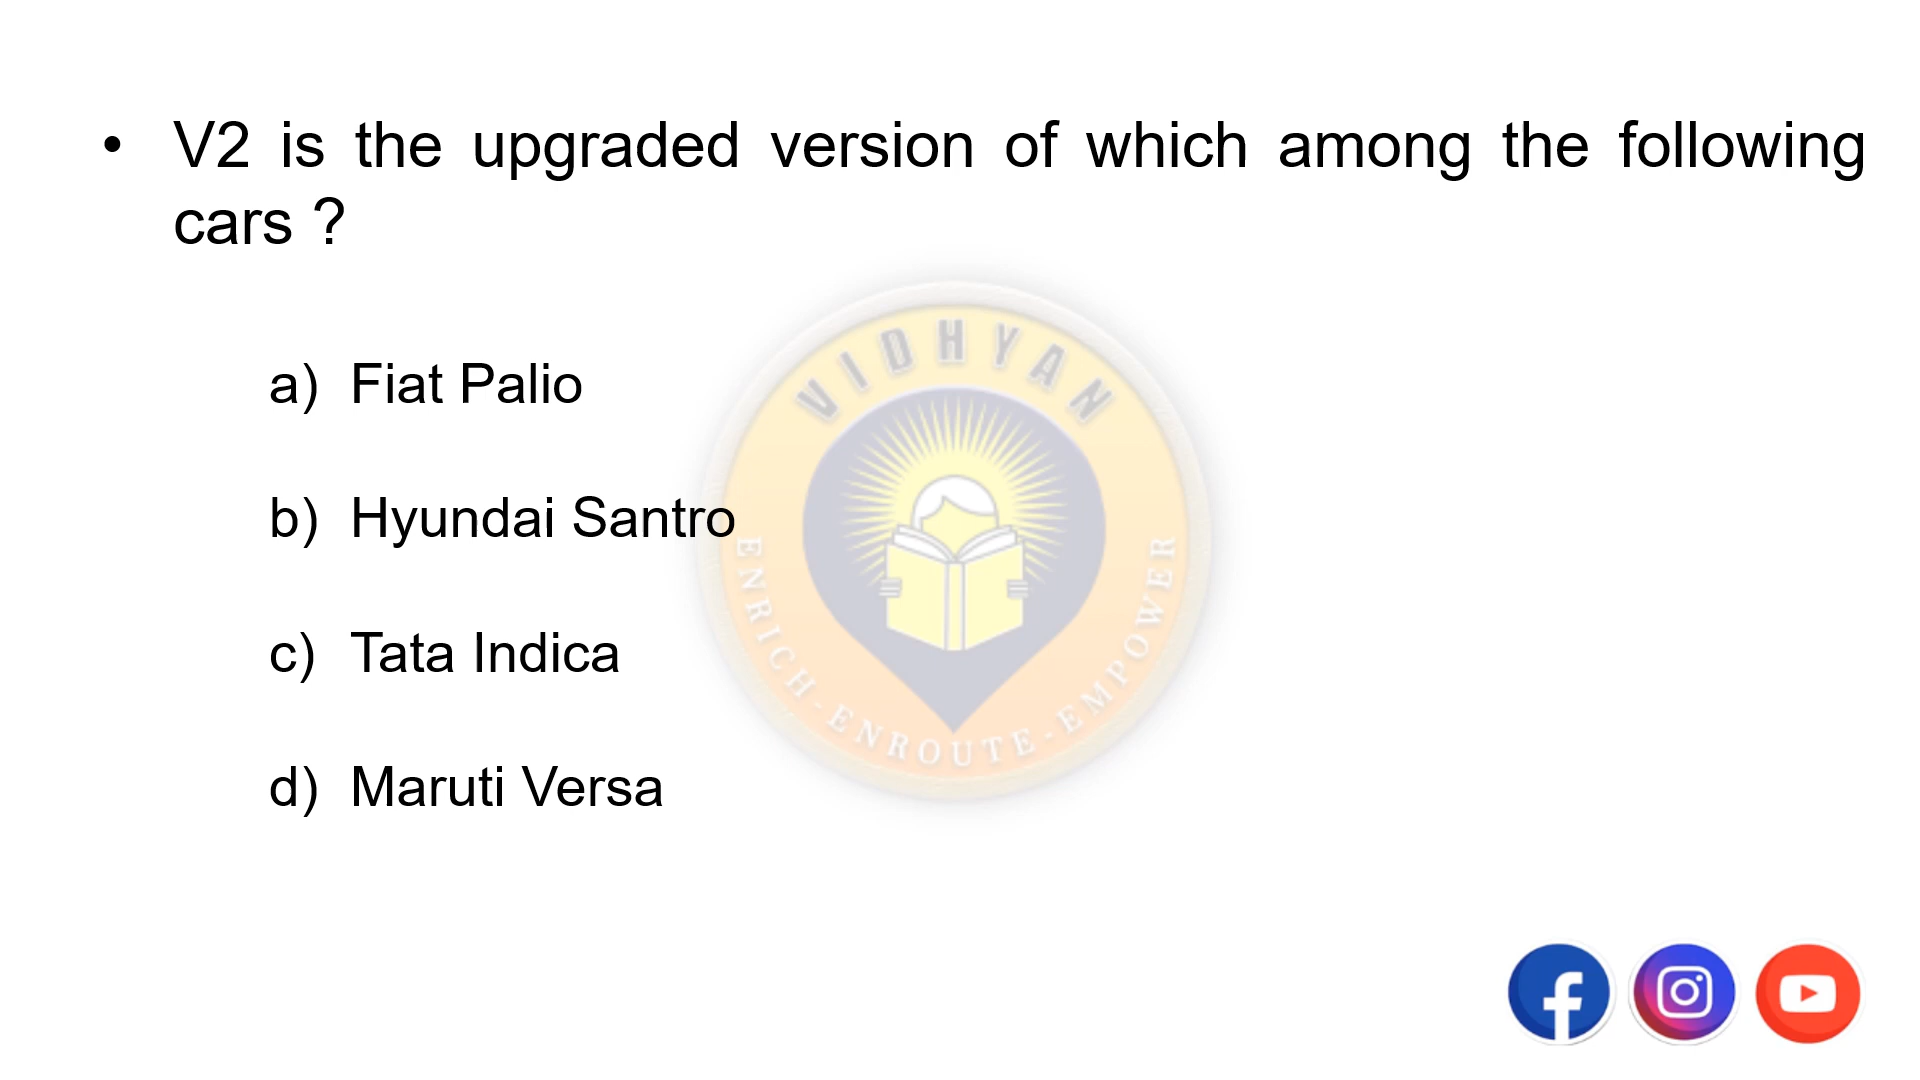 • V2 is the upgraded version of which among the following
cars ?
a) Fiat Palio
b) Hyundai Santro
c) Tata Indica
d) Maruti Versa
VIDHYAN
ENRICH-ENROUTE-EMPOWER